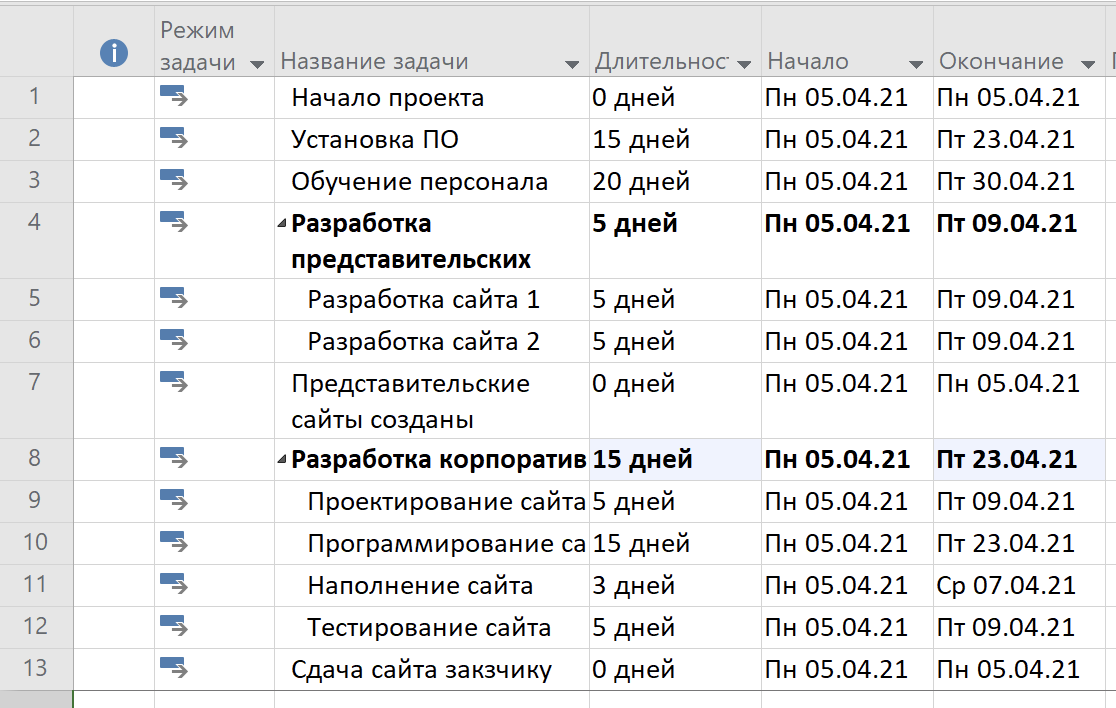 Режим задачи Название задачи Длительнос Начало Окончание
1 Начало проекта 0 дней Пн 05.04.21 Пн 05.04.21
2 Установка ПО 15 дней Пн 05.04.21 Пт 23.04.21
3 Обучение персонала 20 дней Пн 05.04.21 Пт 30.04.21
4 Разработка 5 дней Пн 05.04.21 Пт 09.04.21
представительских
5 Разработка сайта 1 5 дней Пн 05.04.21 Пт 09.04.21
6 Разработка сайта 2 5 дней Пн 05.04.21 Пт 09.04.21
7 Представительские 0 дней Пн 05.04.21 Пн 05.04.21
сайты созданы
8 Разработка корпоратив 15 дней Пн 05.04.21 Пт 23.04.21
9 Проектирование сайта 5 дней Пн 05.04.21 Пт 09.04.21
10 Программирование са 15 дней Пн 05.04.21 Пт 23.04.21
11 Наполнение сайта 3 дней Пн 05.04.21 Ср 07.04.21
12 Тестирование сайта 5 дней Пн 05.04.21 Пт 09.04.21
13 Сдача сайта закзчику 0 дней Пн 05.04.21 Пн 05.04.21